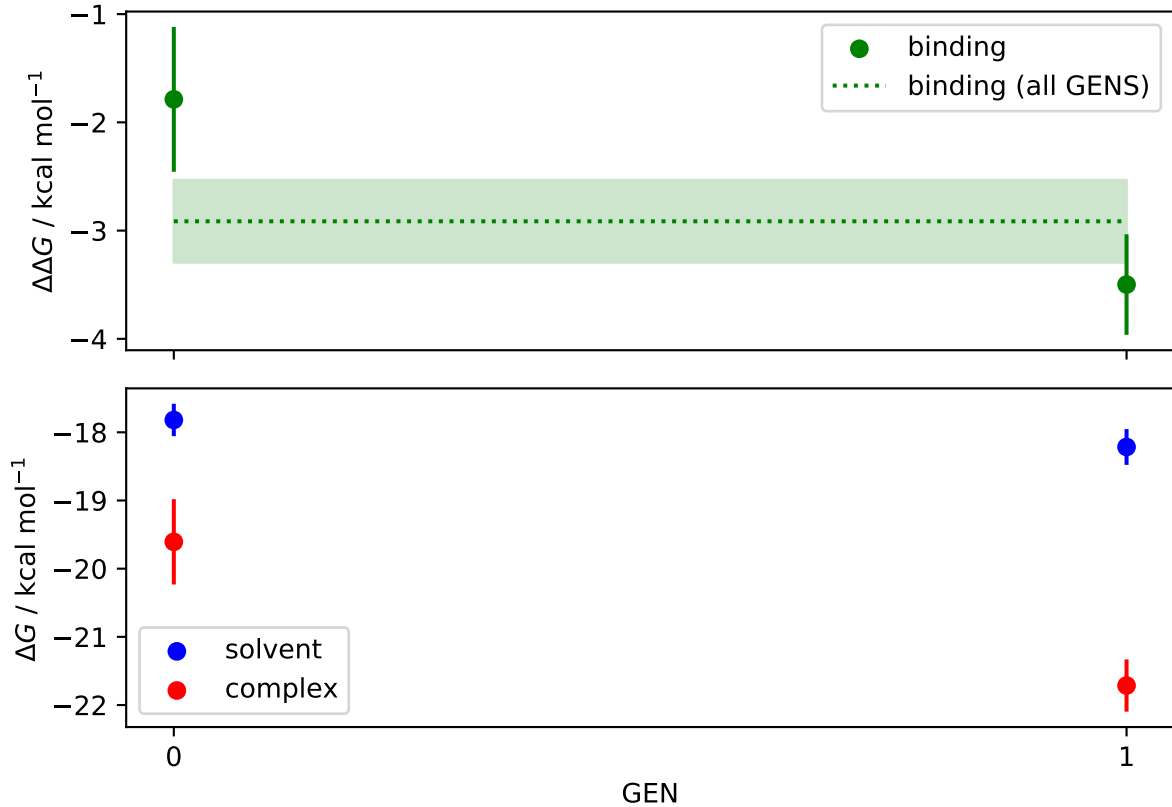 −1
−2
−3
−4
ΔΔG / kcal mol⁻¹
binding
binding (all GENS)
−18
−19
−20
−21
−22
ΔG / kcal mol⁻¹
solvent
complex
0
1
GEN